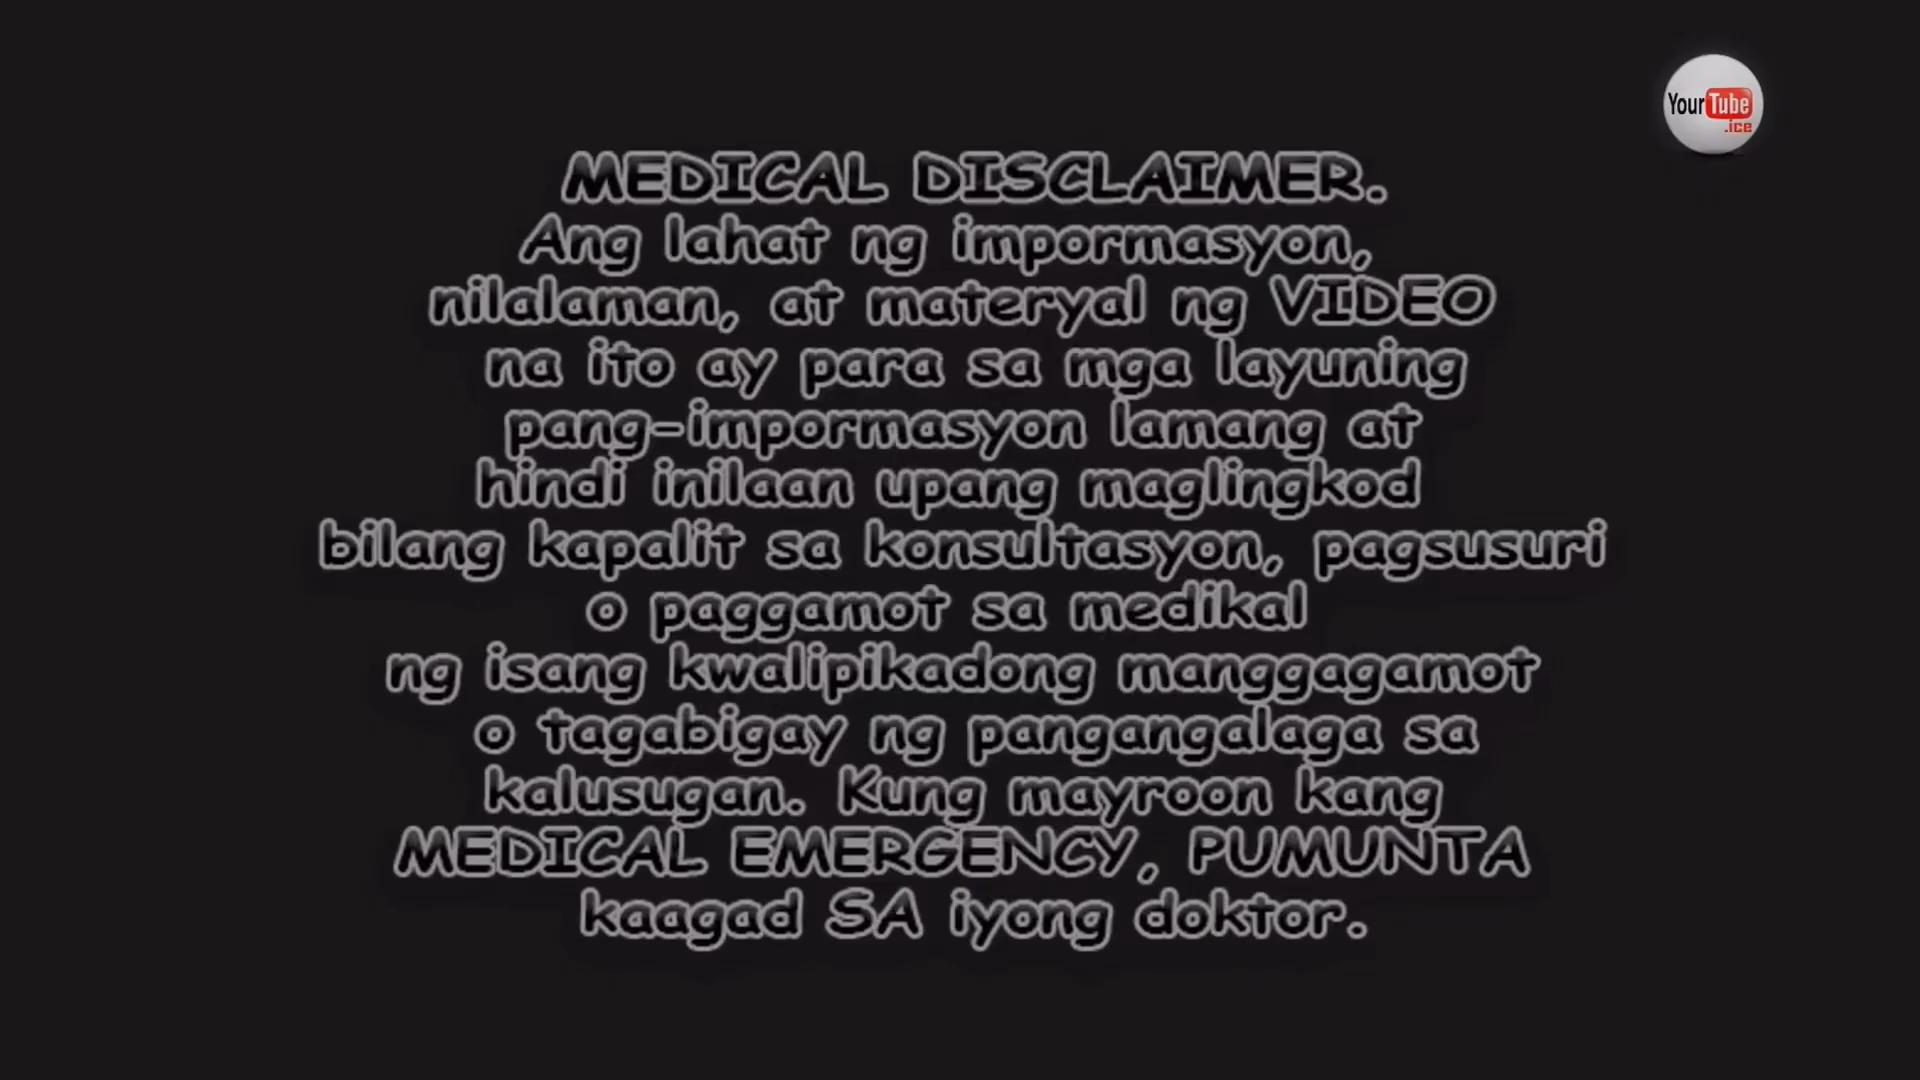 YourTube
.ice
MEDICAL DISCLAIMER.
Ang lahat ng impormasyon,
nilalaman, at materyal ng VIDEO
na ito ay para sa mga layuning
pang-impormasyon lamang at
hindi inilaan upang maglingkod
bilang kapalit sa konsultasyon, pagsusuri
o paggamot sa medikal
ng isang kwalipikadong manggagamot
o tagabigay ng pangangalaga sa
kalusugan. Kung mayroon kang
MEDICAL EMERGENCY, PUMUNTA
kaagad SA iyong doktor.